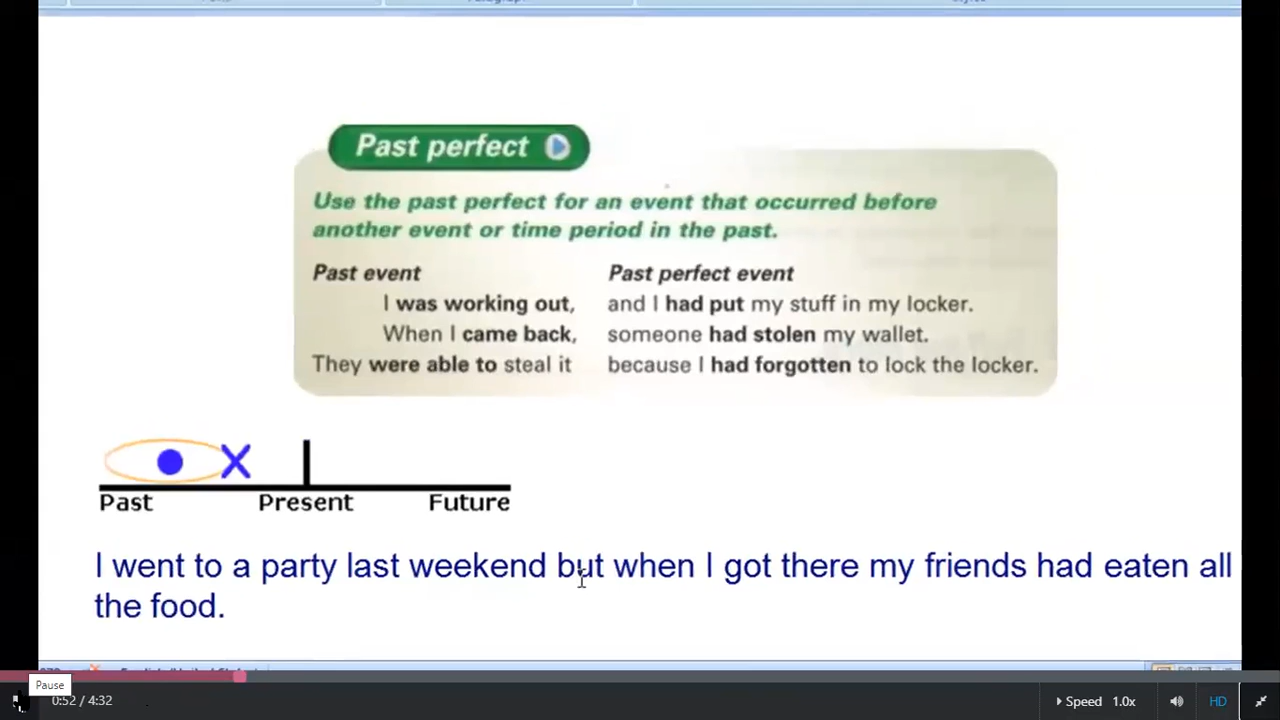 Past perfect
Use the past perfect for an event that occurred before
another event or time period in the past.
Past event Past perfect event
I was working out, and I had put my stuff in my locker.
When I came back, someone had stolen my wallet.
They were able to steal it because I had forgotten to lock the locker.
Past Present Future
I went to a party last weekend but when I got there my friends had eaten all
the food.
Pause
0:52 / 4:32 Speed 1.0x HD